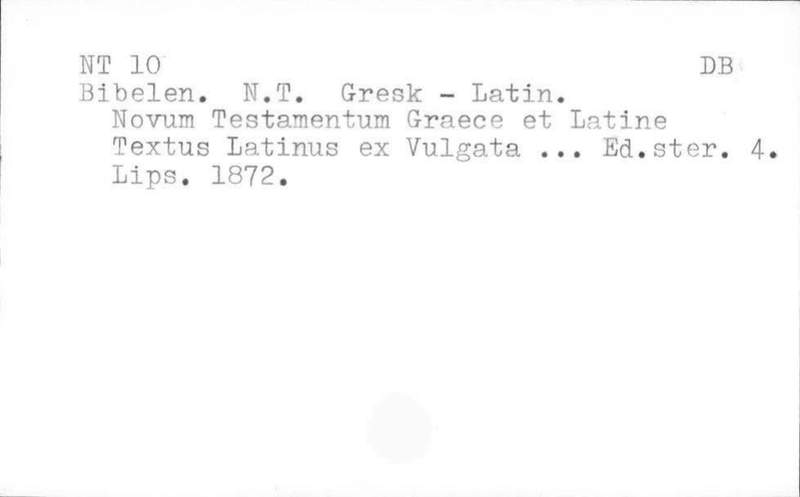 NT 10 DB
Bibelen. N.T. Gresk - Latin.
Novum Testamentum Graece et Latine
Textus Latinus ex Vulgata ... Ed.ster. 4.
Lips. 1872.